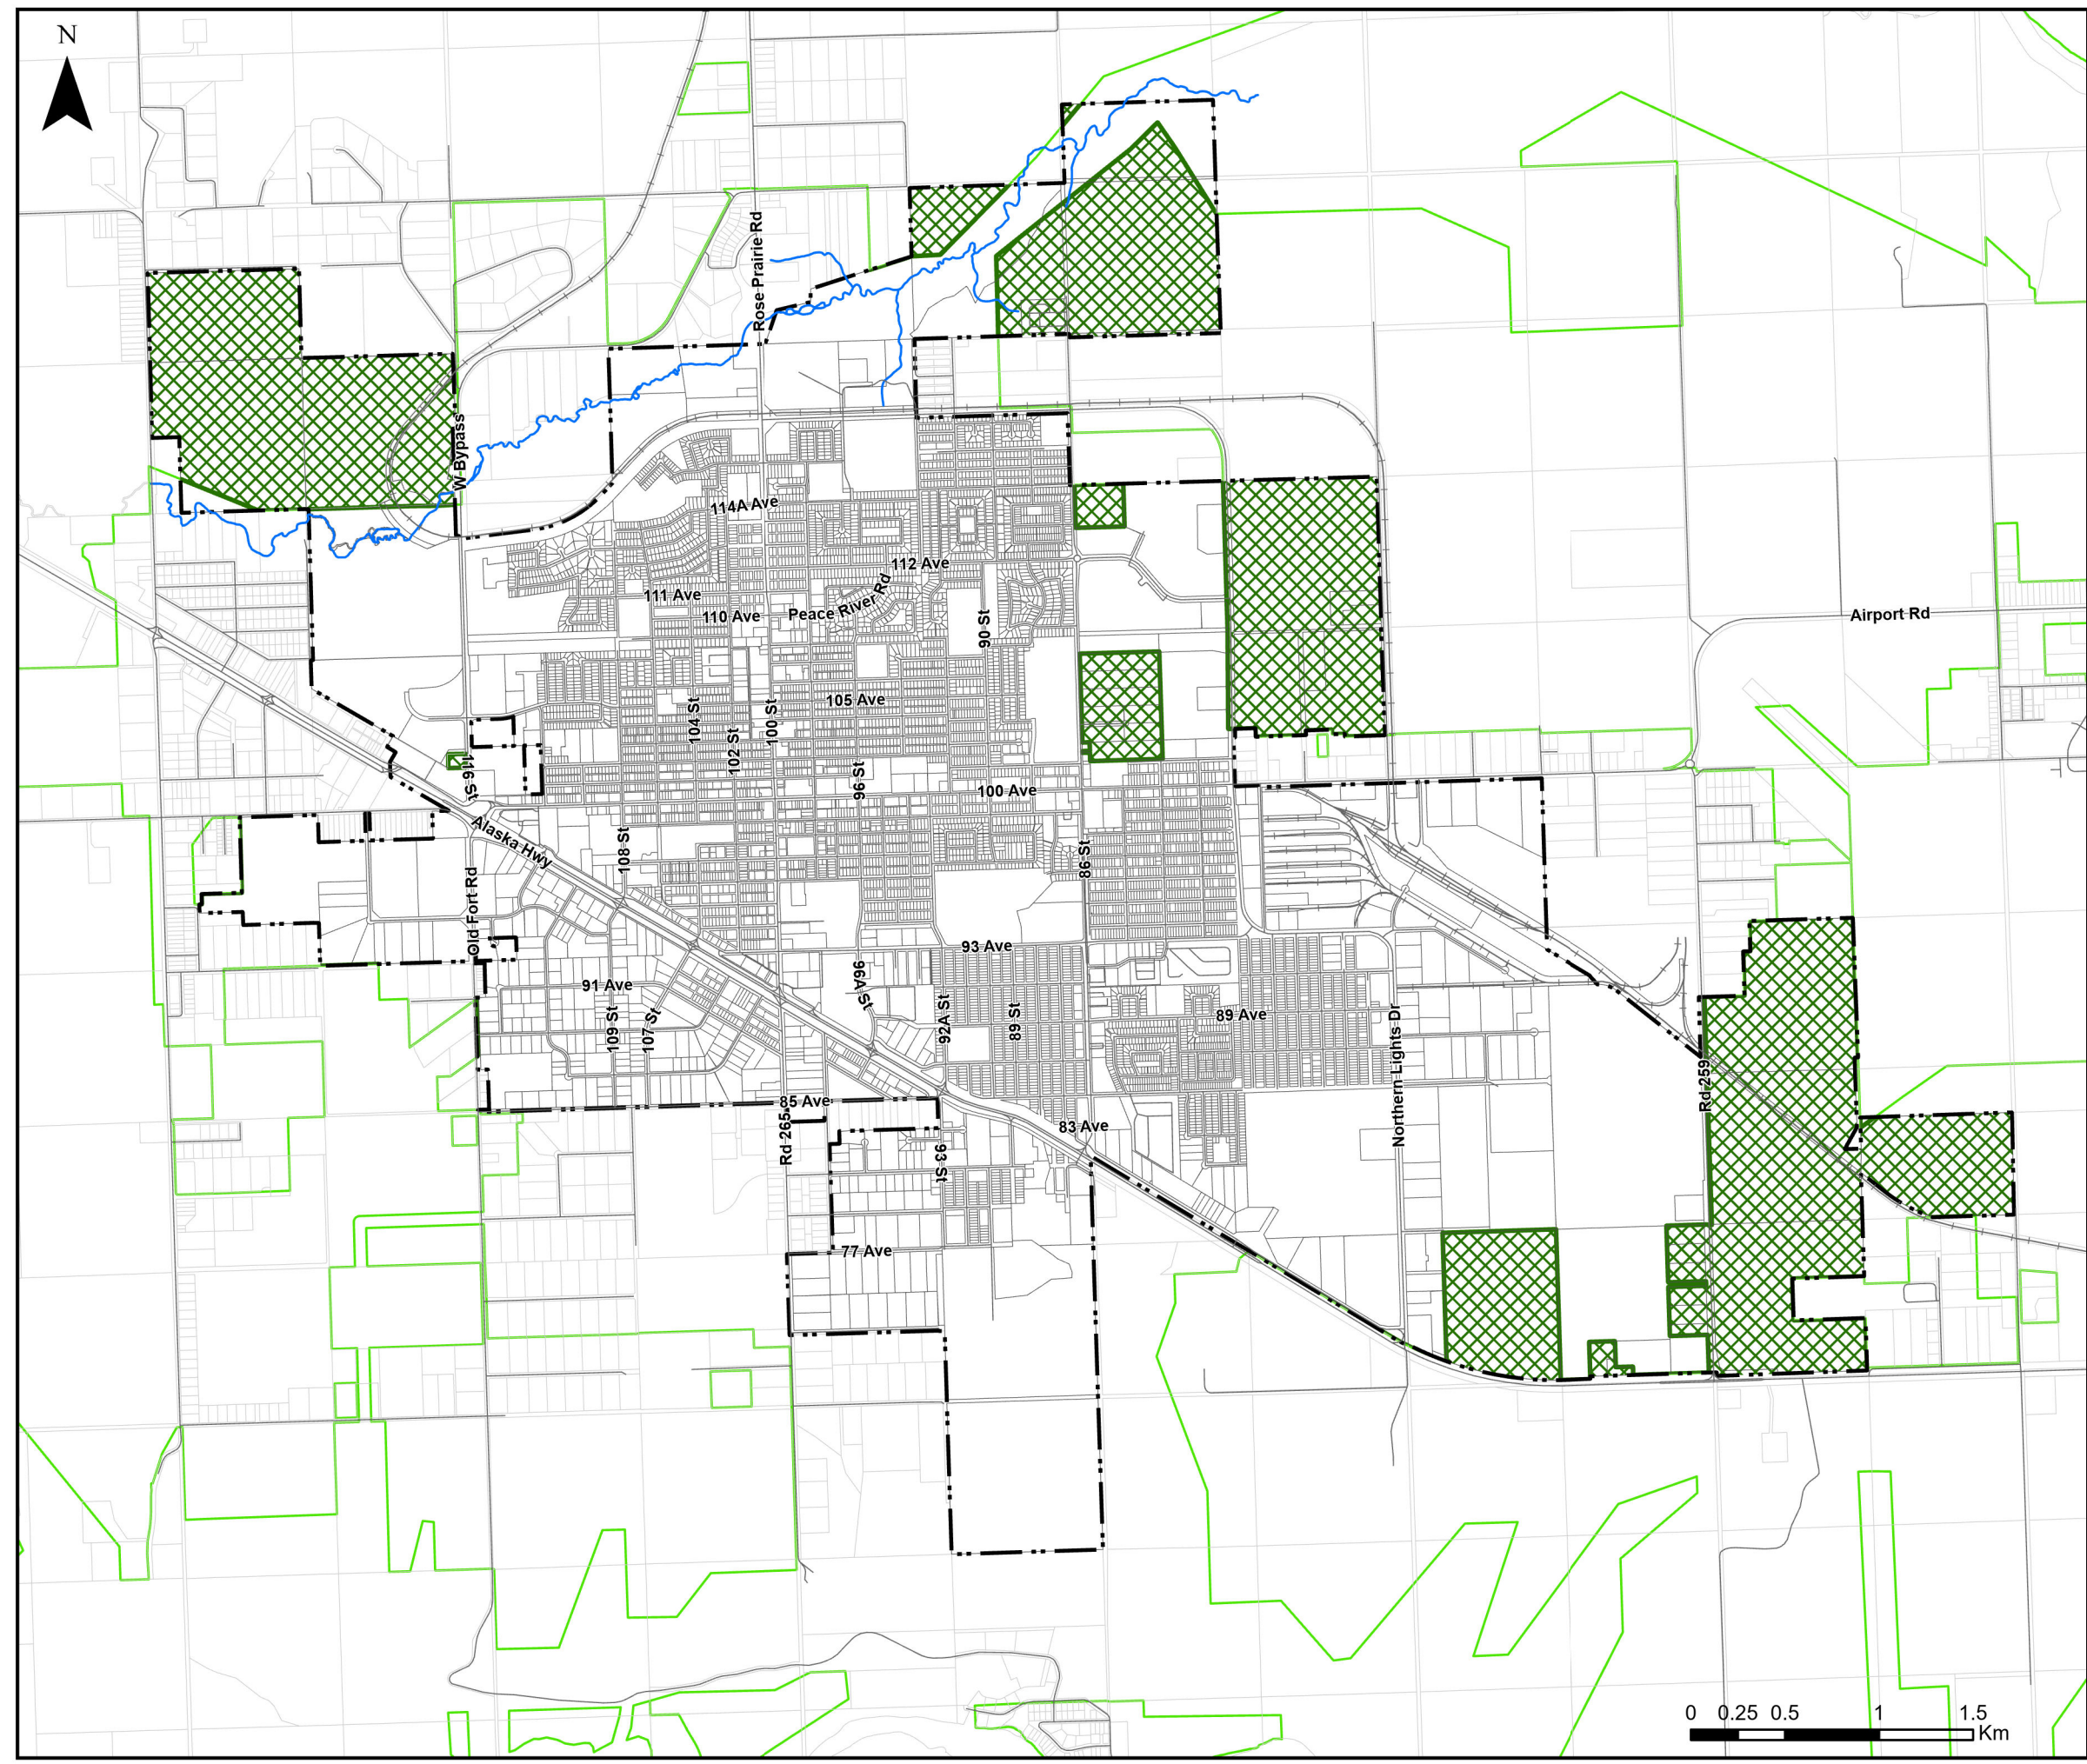 N
Rose Prairie Rd
W Bypass
114A Ave
112 Ave
111 Ave
Peace River Rd
110 Ave
90 St
Airport Rd
105 Ave
104 St
100 St
102 St
116 St
96 St
100 Ave
Alaska Hwy
108 St
86 St
Old Fort Rd
93 Ave
91 Ave
96A St
109 St
107 St
92A St
89 St
89 Ave
Northern Lights Dr
Rd 259
85 Ave
Rd 265
83 Ave
93 St
77 Ave
0 0.25 0.5 1 1.5
Km